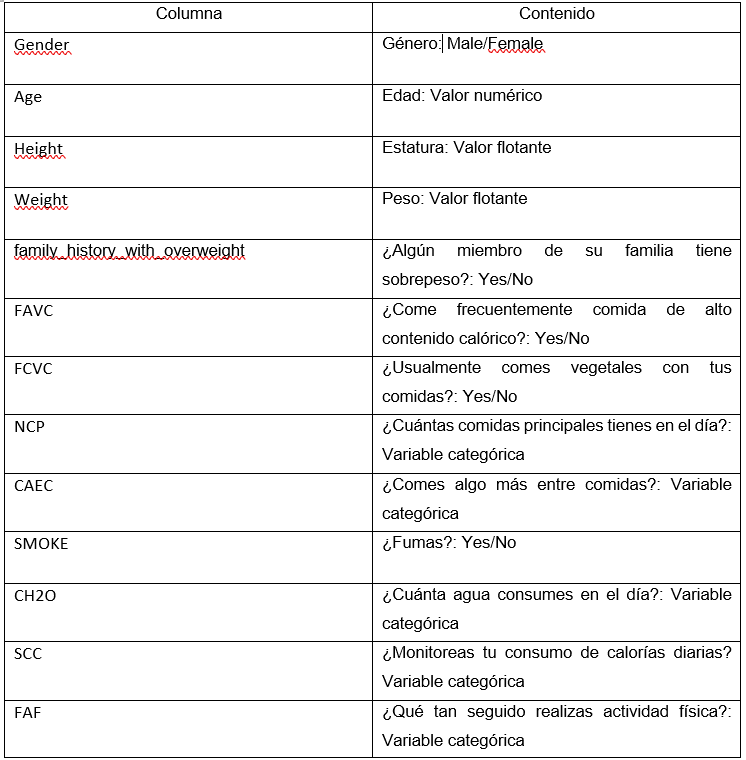 Columna
Contenido
Gender
Género: Male/Female
Age
Edad: Valor numérico
Height
Estatura: Valor flotante
Weight
Peso: Valor flotante
family_history_with_overweight
¿Algún miembro de su familia tiene
sobrepeso?: Yes/No
FAVC
¿Come frecuentemente comida de alto
contenido calórico?: Yes/No
FCVC
¿Usualmente comes vegetales con tus
comidas?: Yes/No
NCP
¿Cuántas comidas principales tienes en el día?:
Variable categórica
CAEC
¿Comes algo más entre comidas?: Variable
categórica
SMOKE
¿Fumas?: Yes/No
CH2O
¿Cuánta agua consumes en el día?: Variable
categórica
SCC
¿Monitoreas tu consumo de calorías diarias?
Variable categórica
FAF
¿Qué tan seguido realizas actividad física?:
Variable categórica